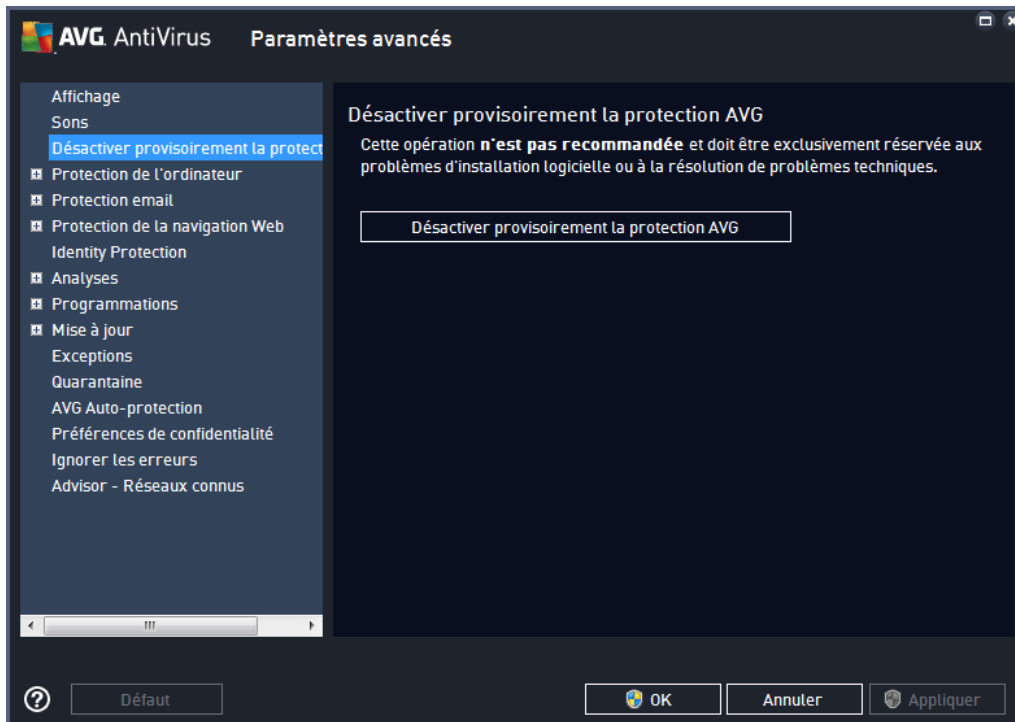 AVG. AntiVirus Paramètres avancés
Affichage
Sons
Désactiver provisoirement la protect
Protection de l'ordinateur
Protection email
Protection de la navigation Web
Identity Protection
Analyses
Programmations
Mise à jour
Exceptions
Quarantaine
AVG Auto-protection
Préférences de confidentialité
Ignorer les erreurs
Advisor - Réseaux connus
Désactiver provisoirement la protection AVG
Cette opération n'est pas recommandée et doit être exclusivement réservée aux
problèmes d'installation logicielle ou à la résolution de problèmes techniques.
Désactiver provisoirement la protection AVG
? Défaut OK Annuler Appliquer